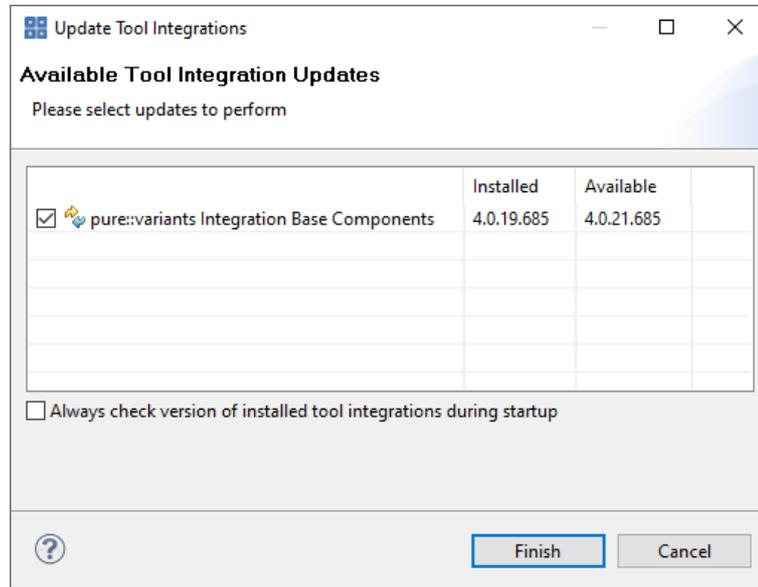 Update Tool Integrations
Available Tool Integration Updates
Please select updates to perform
Installed Available
pure::variants Integration Base Components 4.0.19.685 4.0.21.685
Always check version of installed tool integrations during startup
?
Finish Cancel